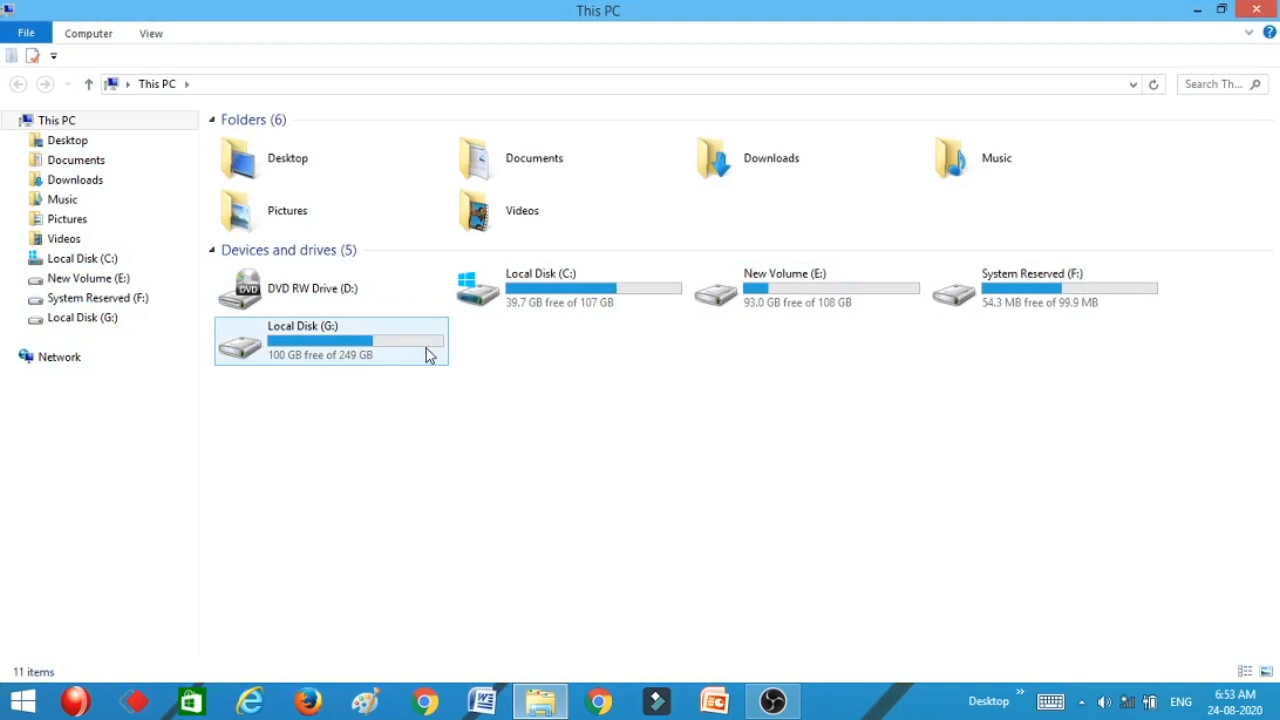 This PC
File Computer View
This PC
Search Th...
This PC
Desktop
Documents
Downloads
Music
Pictures
Videos
Local Disk (C:)
New Volume (E:)
System Reserved (F:)
Local Disk (G:)
Network
Folders (6)
Desktop Documents Downloads Music
Pictures Videos
Devices and drives (5)
DVD
DVD RW Drive (D:)
Local Disk (C:)
39.7 GB free of 107 GB
New Volume (E:)
93.0 GB free of 108 GB
System Reserved (F:)
54.3 MB free of 99.9 MB
Local Disk (G:)
100 GB free of 249 GB
11 items
Desktop
ENG
6:53 AM
24-08-2020